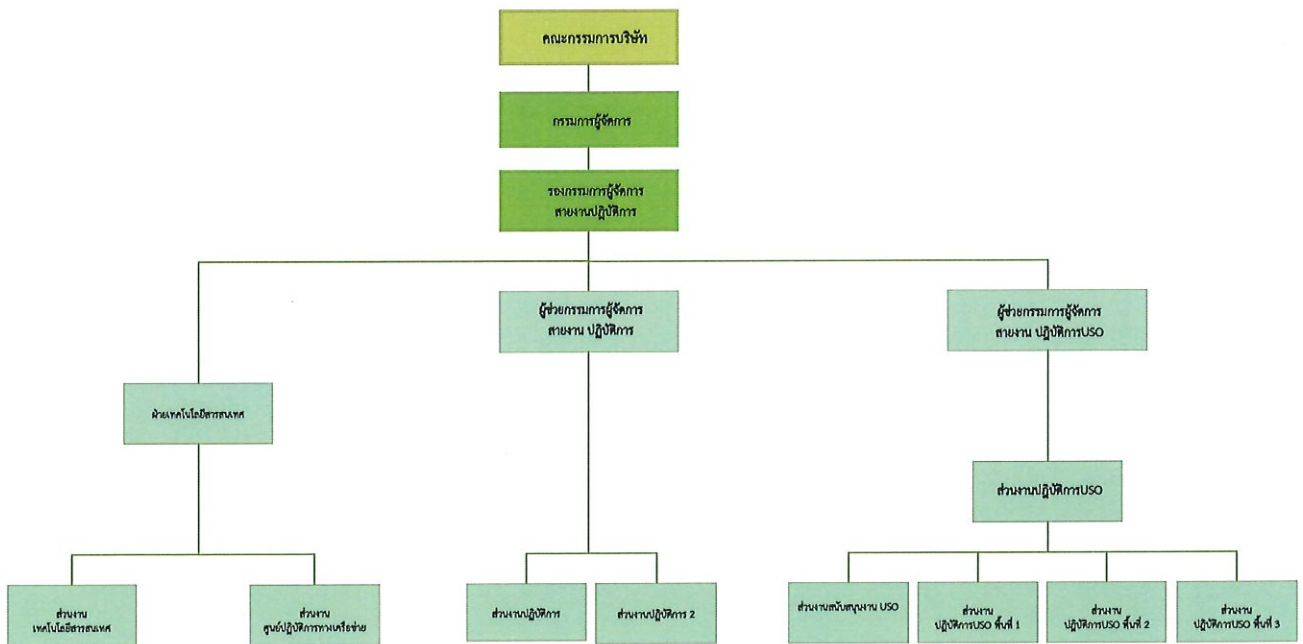 คณะกรรมการบริษัท
กรรมการผู้จัดการ
รองกรรมการผู้จัดการ
สายงานปฏิบัติการ
ผู้ช่วยกรรมการผู้จัดการ
สายงาน ปฏิบัติการ
ผู้ช่วยกรรมการผู้จัดการ
สายงาน ปฏิบัติการUSO
ฝ่ายเทคโนโลยีสารสนเทศ
ส่วนงานปฏิบัติการUSO
ส่วนงาน
เทคโนโลยีสารสนเทศ
ส่วนงาน
ศูนย์ปฏิบัติการทางเครือข่าย
ส่วนงานปฏิบัติการ
ส่วนงานปฏิบัติการ 2
ส่วนงานสนับสนุนงาน USO
ส่วนงาน
ปฏิบัติการUSO พื้นที่ 1
ส่วนงาน
ปฏิบัติการUSO พื้นที่ 2
ส่วนงาน
ปฏิบัติการUSO พื้นที่ 3